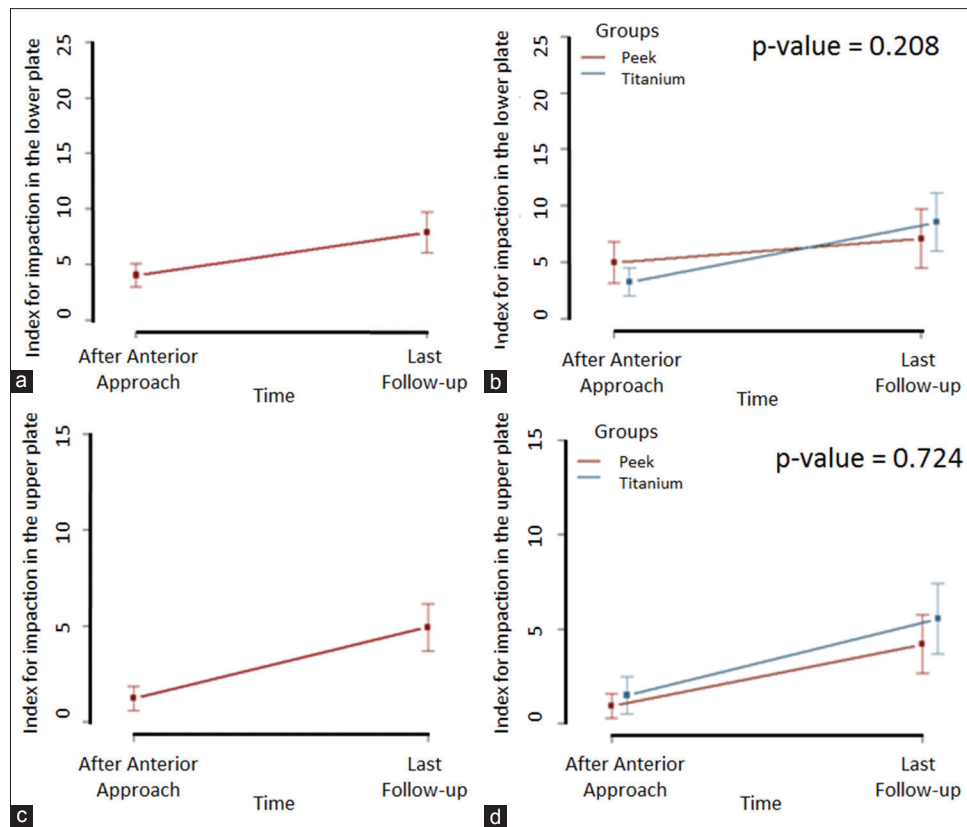 Index for impaction in the lower plate
25
20
15
10
5
0
After Anterior
Approach
Last
Follow-up
Time
a
Index for impaction in the lower plate
25
20
15
10
5
0
Groups
Peek
Titanium
p-value = 0.208
After Anterior
Approach
Last
Follow-up
Time
b
Index for impaction in the upper plate
15
10
5
0
After Anterior
Approach
Last
Follow-up
Time
c
Index for impaction in the upper plate
15
10
5
0
Groups
Peek
Titanium
p-value = 0.724
After Anterior
Approach
Last
Follow-up
Time
d